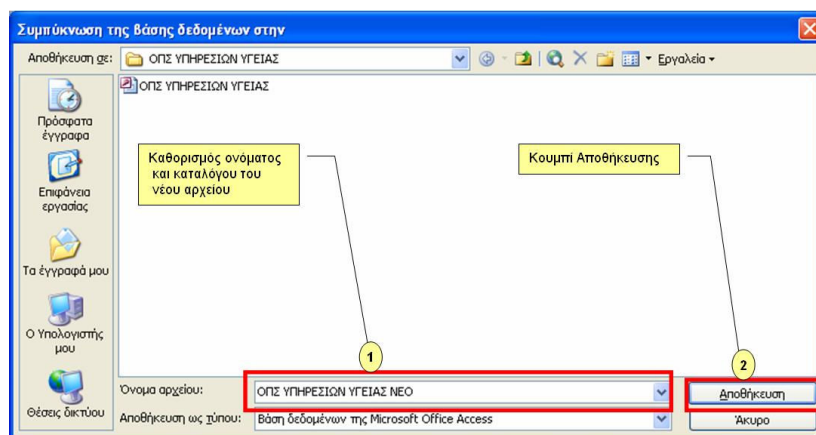 Συμπύκνωση της βάσης δεδομένων στην
Αποθήκευση σε:
ΟΠΣ ΥΠΗΡΕΣΙΩΝ ΥΓΕΙΑΣ
Εργαλεία
ΟΠΣ ΥΠΗΡΕΣΙΩΝ ΥΓΕΙΑΣ
Πρόσφατα
έγγραφα
Επιφάνεια
εργασίας
Τα έγγραφά μου
Ο Υπολογιστής
μου
Θέσεις δικτύου
Καθορισμός ονόματος
και καταλόγου του
νέου αρχείου
Κουμπί Αποθήκευσης
1
2
Όνομα αρχείου:
ΟΠΣ ΥΠΗΡΕΣΙΩΝ ΥΓΕΙΑΣ ΝΕΟ
Αποθήκευση
Αποθήκευση ως τύπου:
Βάση δεδομένων της Microsoft Office Access
Άκυρο